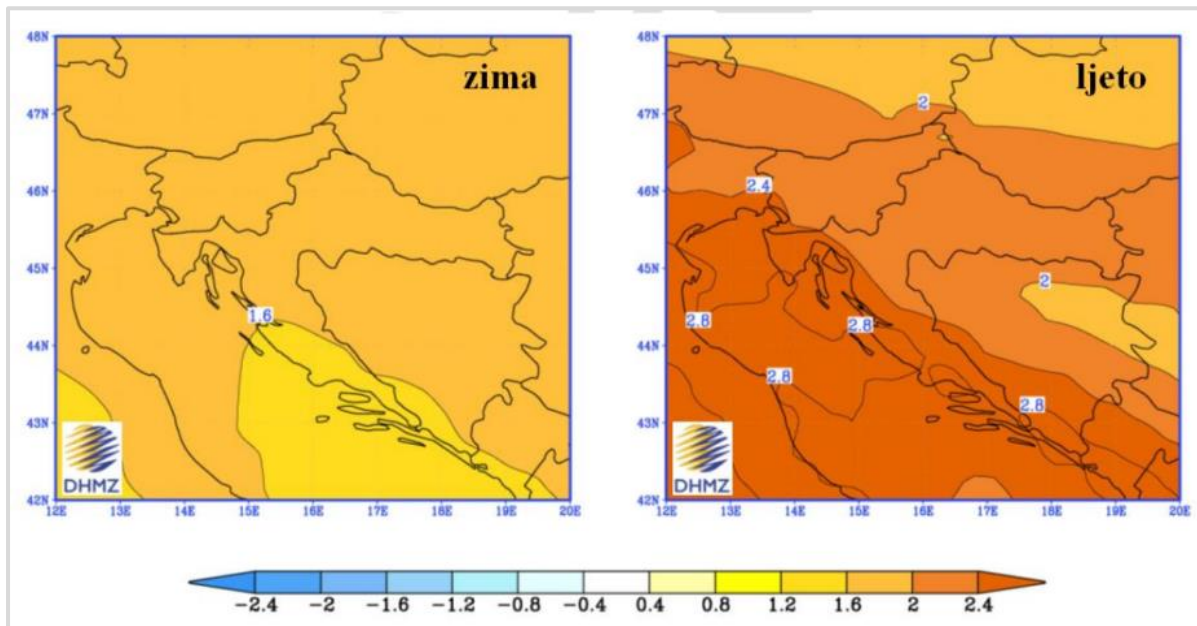 48N
zima
47N
46N
45N
1.6
44N
43N
DHMZ
42N
12E 13E 14E 15E 16E 17E 18E 19E 20E
48N
ljeto
2
47N
46N
2.4
45N
2
2.8
2.8
44N
2.8
43N
2.8
DHMZ
42N
12E 13E 14E 15E 16E 17E 18E 19E 20E
-2.4 -2 -1.6 -1.2 -0.8 -0.4 0.4 0.8 1.2 1.6 2 2.4